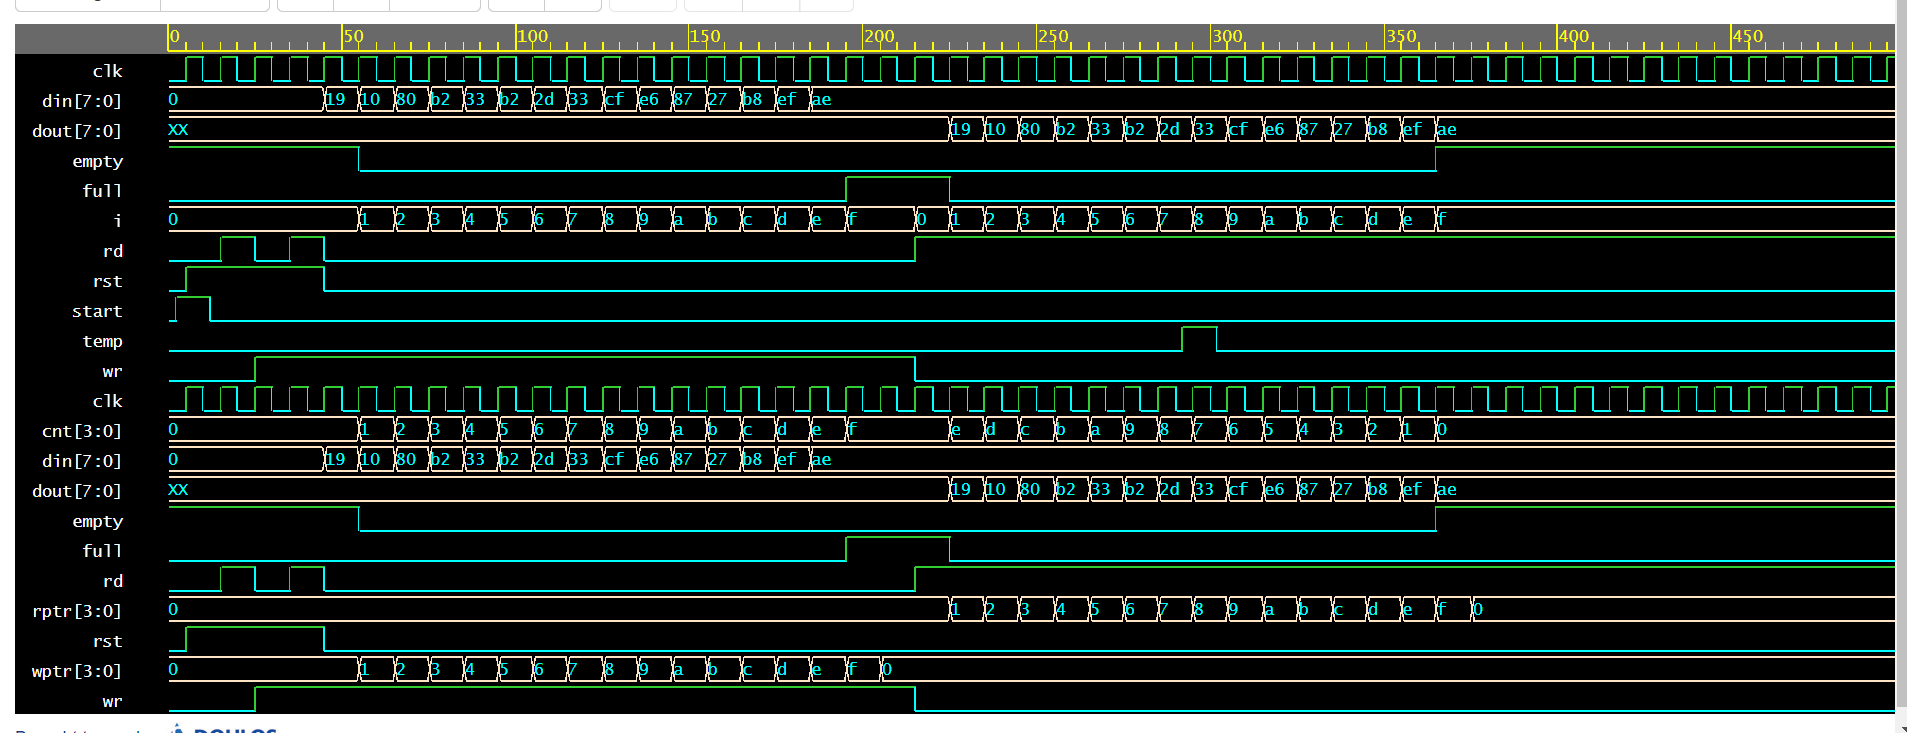 0 50 100 150 200 250 300 350 400 450
clk
din[7:0] 0 19 10 80 b2 33 b2 2d 33 cf e6 87 27 b8 ef ae
dout[7:0] XX 19 10 80 b2 33 b2 2d 33 cf e6 87 27 b8 ef ae
empty
full
i 0 1 2 3 4 5 6 7 8 9 a b c d e f 0 1 2 3 4 5 6 7 8 9 a b c d e f
rd
rst
start
temp
wr
clk
cnt[3:0] 0 1 2 3 4 5 6 7 8 9 a b c d e f e d c b a 9 8 7 6 5 4 3 2 1 0
din[7:0] 0 19 10 80 b2 33 b2 2d 33 cf e6 87 27 b8 ef ae
dout[7:0] XX 19 10 80 b2 33 b2 2d 33 cf e6 87 27 b8 ef ae
empty
full
rd
rptr[3:0] 0 1 2 3 4 5 6 7 8 9 a b c d e f 0
rst
wptr[3:0] 0 1 2 3 4 5 6 7 8 9 a b c d e f 0
wr
DOULOS